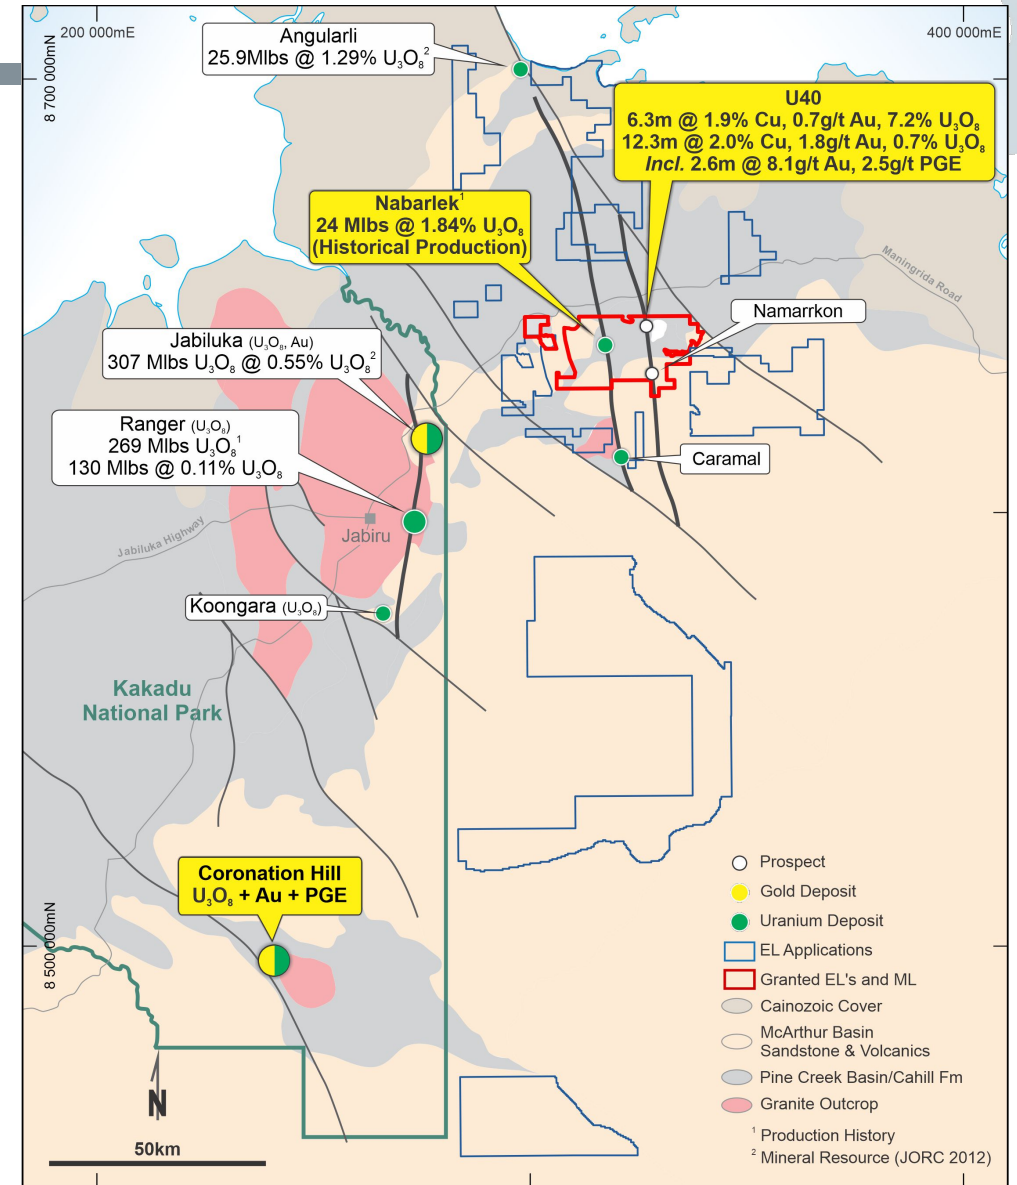 200 000mE
400 000mE
8 700 000mN
Angularli
25.9Mlbs @ 1.29% U₃O₈²
U40
6.3m @ 1.9% Cu, 0.7g/t Au, 7.2% U₃O₈
12.3m @ 2.0% Cu, 1.8g/t Au, 0.7% U₃O₈
Incl. 2.6m @ 8.1g/t Au, 2.5g/t PGE
Nabarlek¹
24 Mlbs @ 1.84% U₃O₈
(Historical Production)
Maningrida Road
Namarrkon
Jabiluka (U₃O₈, Au)
307 Mlbs U₃O₈ @ 0.55% U₃O₈²
Ranger (U₃O₈)
269 Mlbs U₃O₈¹
130 Mlbs @ 0.11% U₃O₈
Caramal
Jabiru
Jabiluka Highway
Koongara (U₃O₈)
Kakadu
National Park
Coronation Hill
U₃O₈ + Au + PGE
8 500 000mN
N
50km
Prospect
Gold Deposit
Uranium Deposit
EL Applications
Granted EL's and ML
Cainozoic Cover
McArthur Basin
Sandstone & Volcanics
Pine Creek Basin/Cahill Fm
Granite Outcrop
¹ Production History
² Mineral Resource (JORC 2012)